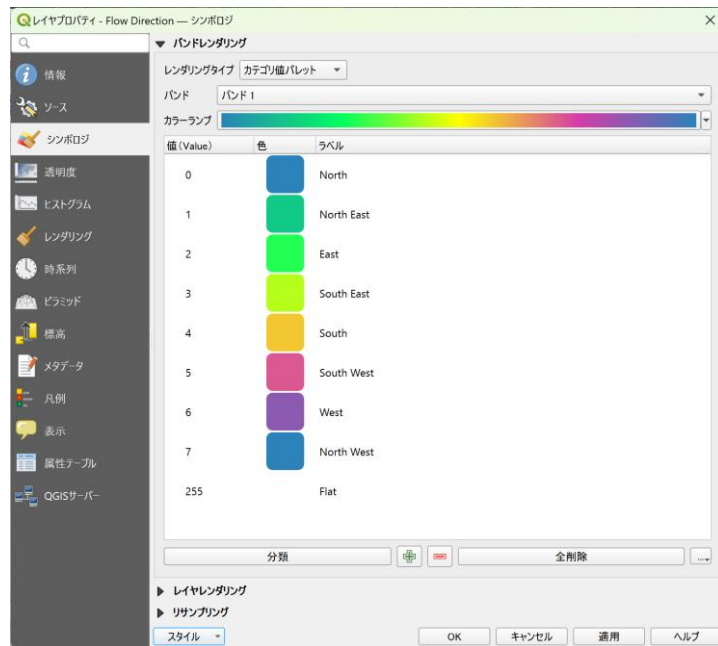 レイヤプロパティ - Flow Direction — シンボロジ
情報
ソース
シンボロジ
透明度
ヒストグラム
レンダリング
時系列
ピラミッド
標高
メタデータ
凡例
表示
属性テーブル
QGISサーバー
バンドレンダリング
レンダリングタイプ カテゴリ値パレット
バンド バンド 1
カラーランプ
値(Value) 色 ラベル
0 North
1 North East
2 East
3 South East
4 South
5 South West
6 West
7 North West
255 Flat
分類 全削除 ...
レイヤレンダリング
リサンプリング
スタイル OK キャンセル 適用 ヘルプ